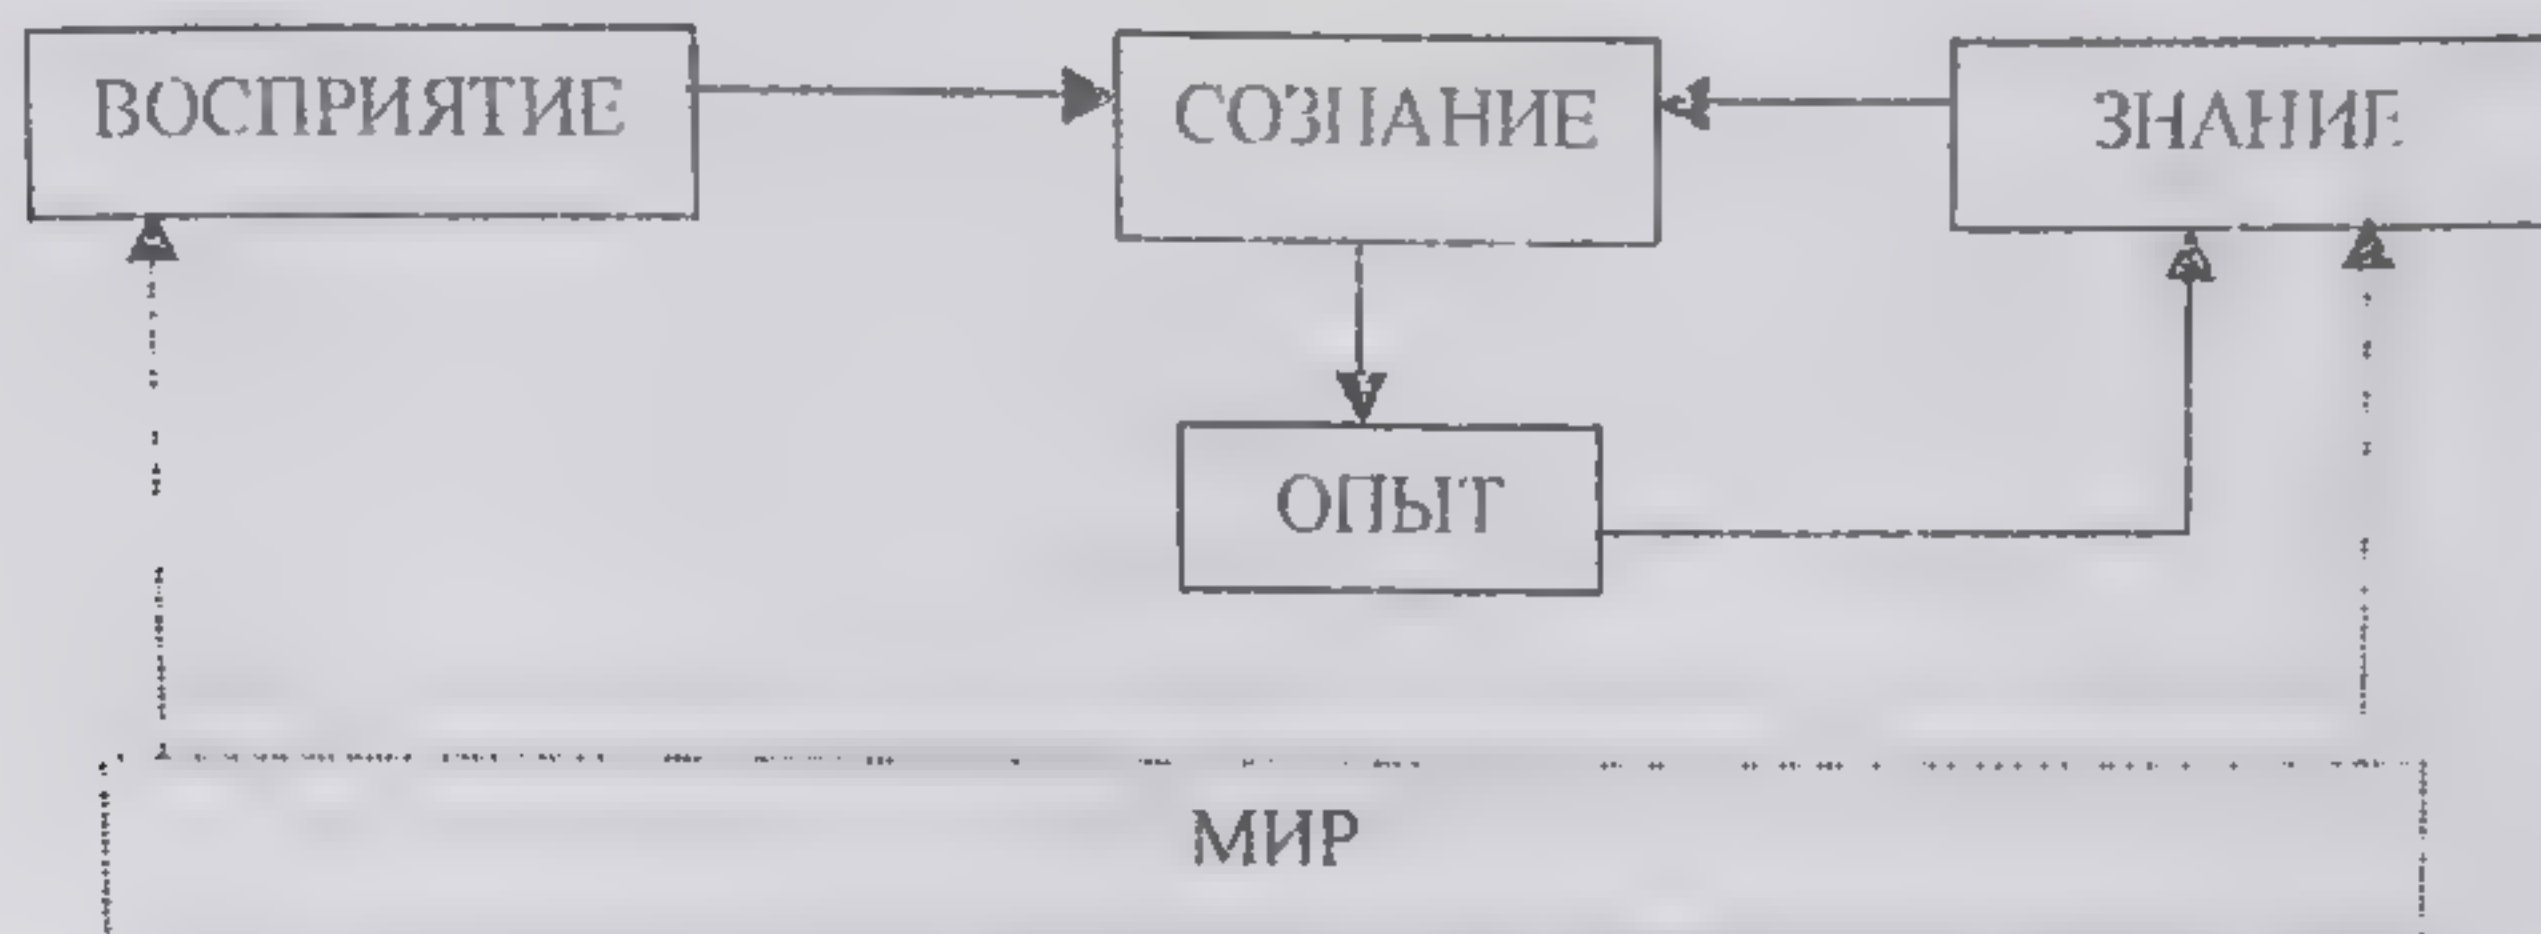 ВОСПРИЯТИЕ
СОЗНАНИЕ
ЗНАНИЕ
ОПЫТ
МИР